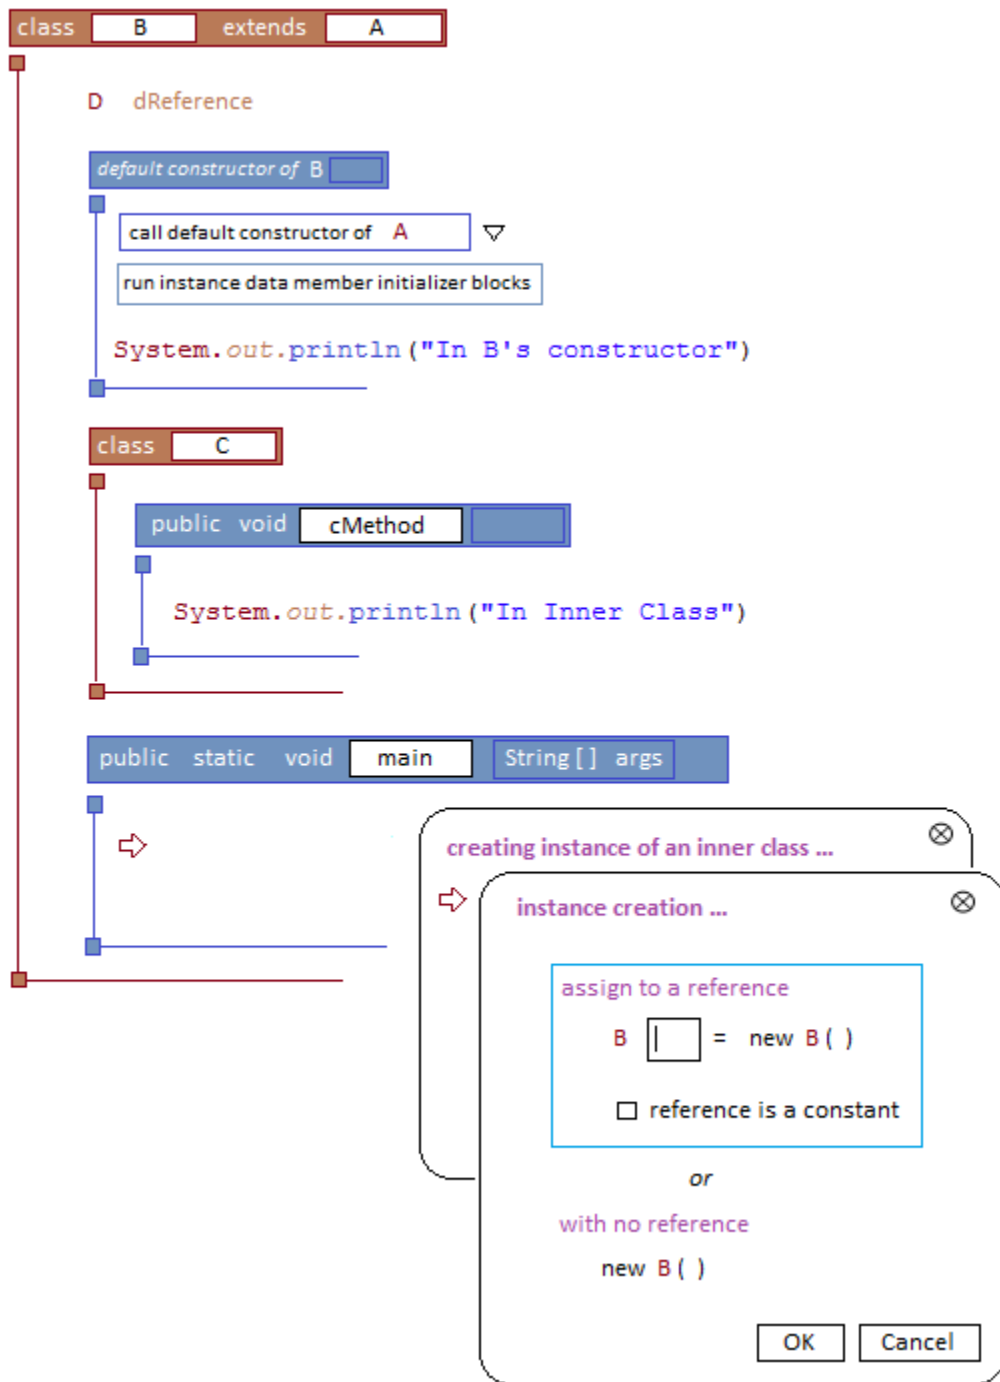 class B extends A
D dReference
default constructor of B
call default constructor of A
run instance data member initializer blocks
System.out.println("In B's constructor")
class C
public void cMethod
System.out.println("In Inner Class")
public static void main String[] args
creating instance of an inner class ...
instance creation ...
assign to a reference
B = new B( )
reference is a constant
or
with no reference
new B( )
OK Cancel